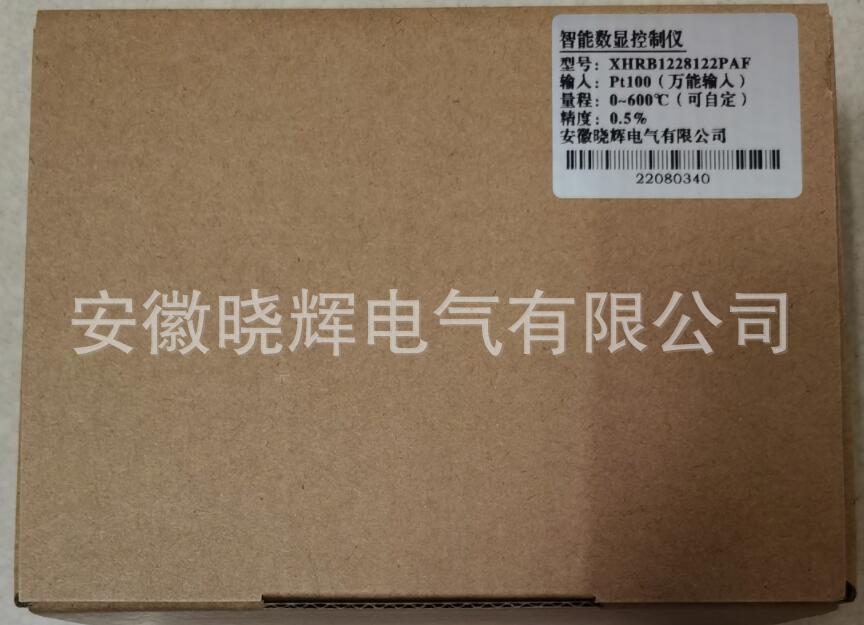 智能数显控制仪
型号：XHRB1228122PAF
输入：Pt100（万能输入）
量程：0~600℃（可自定）
精度：0.5%
安徽晓辉电气有限公司
22080340
安徽晓辉电气有限公司